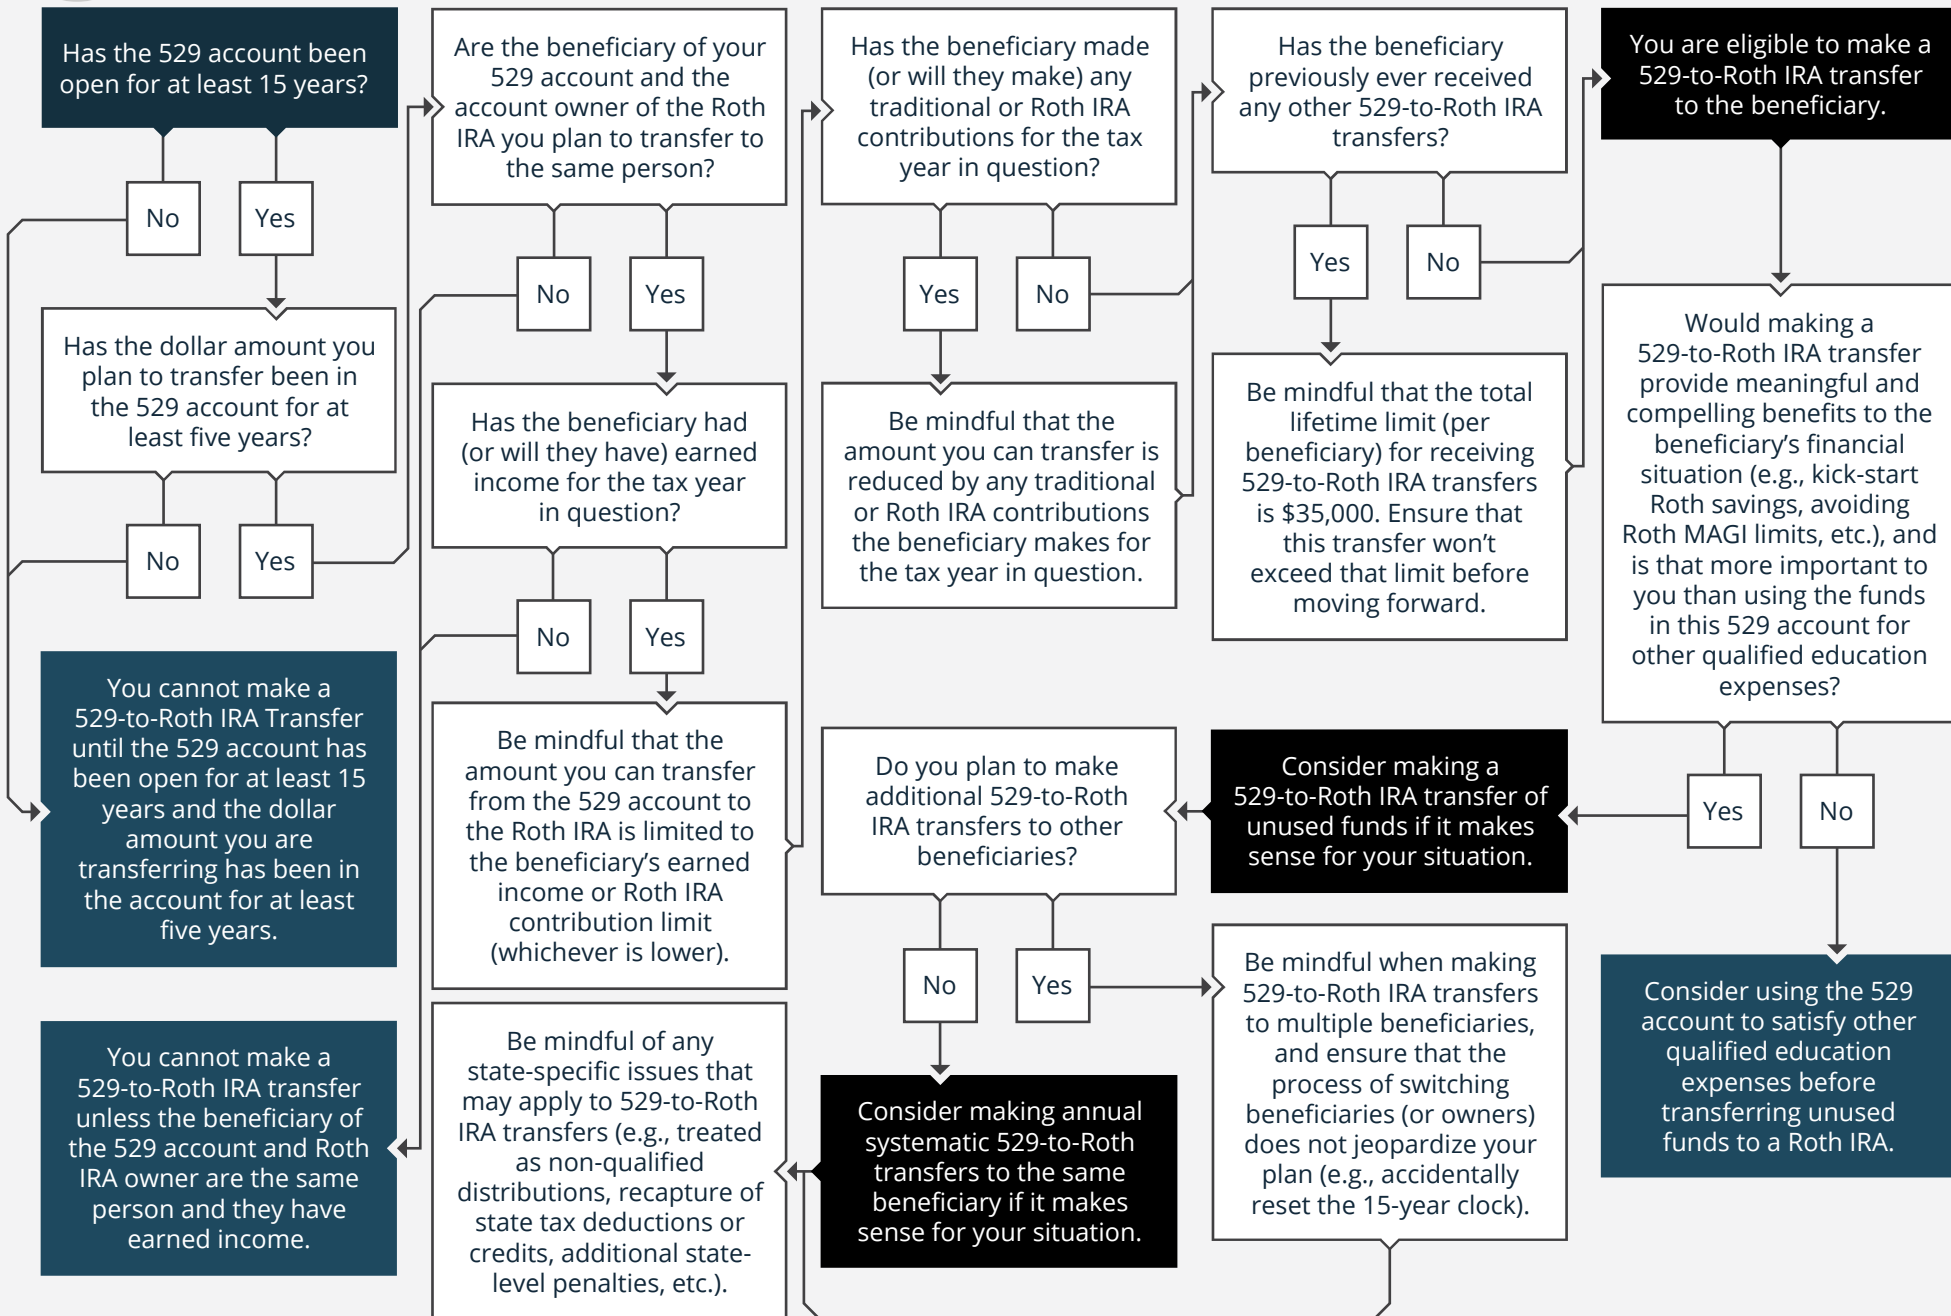 Has the 529 account been
open for at least 15 years?
No
Yes
Has the dollar amount you
plan to transfer been in
the 529 account for at
least five years?
No
Yes
You cannot make a
529-to-Roth IRA Transfer
until the 529 account has
been open for at least 15
years and the dollar
amount you are
transferring has been in
the account for at least
five years.
You cannot make a
529-to-Roth IRA transfer
unless the beneficiary of
the 529 account and Roth
IRA owner are the same
person and they have
earned income.
Are the beneficiary of your
529 account and the
account owner of the Roth
IRA you plan to transfer to
the same person?
No
Yes
Has the beneficiary had
(or will they have) earned
income for the tax year
in question?
No
Yes
Be mindful that the
amount you can transfer
from the 529 account to
the Roth IRA is limited to
the beneficiary’s earned
income or Roth IRA
contribution limit
(whichever is lower).
Has the beneficiary made
(or will they make) any
traditional or Roth IRA
contributions for the tax
year in question?
Yes
No
Be mindful that the
amount you can transfer is
reduced by any traditional
or Roth IRA contributions
the beneficiary makes for
the tax year in question.
Has the beneficiary
previously ever received
any other 529-to-Roth IRA
transfers?
Yes
No
Be mindful that the total
lifetime limit (per
beneficiary) for receiving
529-to-Roth IRA transfers
is $35,000. Ensure that
this transfer won’t
exceed that limit before
moving forward.
You are eligible to make a
529-to-Roth IRA transfer
to the beneficiary.
Would making a
529-to-Roth IRA transfer
provide meaningful and
compelling benefits to the
beneficiary’s financial
situation (e.g., kick-start
Roth savings, avoiding
Roth MAGI limits, etc.), and
is that more important to
you than using the funds
in this 529 account for
other qualified education
expenses?
Yes
No
Consider using the 529
account to satisfy other
qualified education
expenses before
transferring unused
funds to a Roth IRA.
Consider making a
529-to-Roth IRA transfer of
unused funds if it makes
sense for your situation.
Do you plan to make
additional 529-to-Roth
IRA transfers to other
beneficiaries?
No
Yes
Be mindful when making
529-to-Roth IRA transfers
to multiple beneficiaries,
and ensure that the
process of switching
beneficiaries (or owners)
does not jeopardize your
plan (e.g., accidentally
reset the 15-year clock).
Consider making annual
systematic 529-to-Roth
transfers to the same
beneficiary if it makes
sense for your situation.
Be mindful of any
state-specific issues that
may apply to 529-to-Roth
IRA transfers (e.g., treated
as non-qualified
distributions, recapture of
state tax deductions or
credits, additional state-
level penalties, etc.).